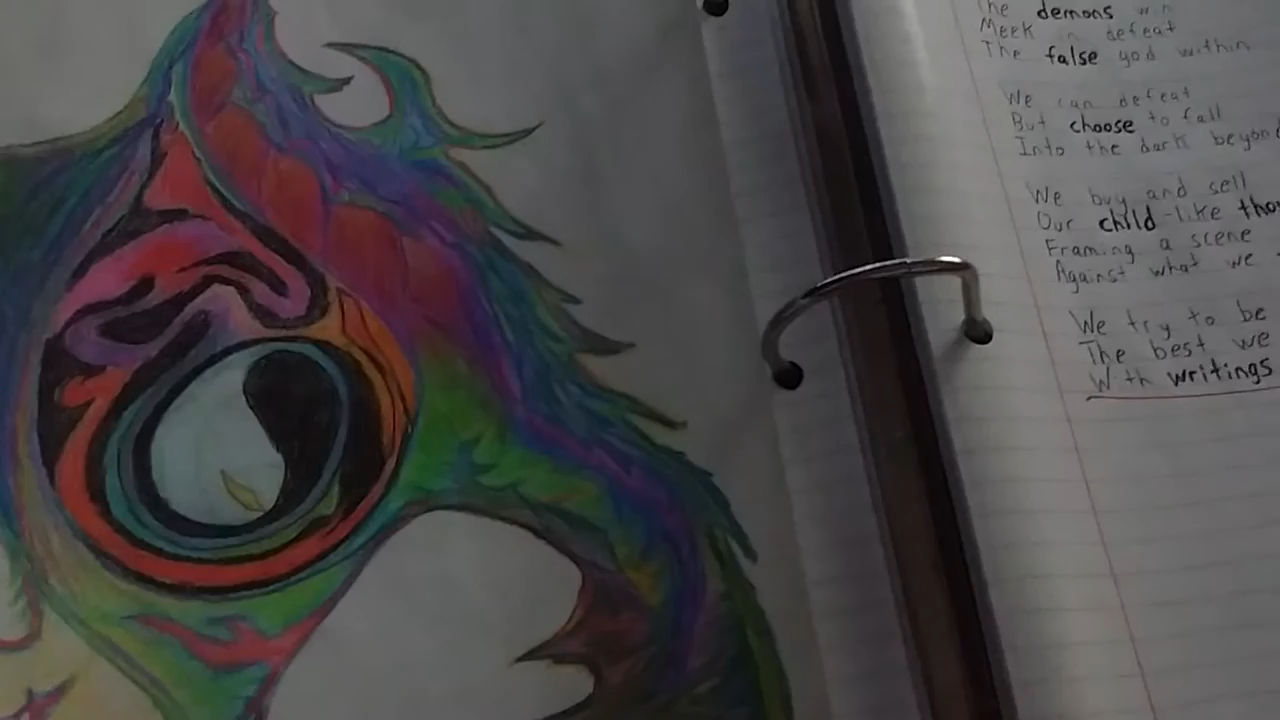 The demons win
Meek in defeat
The false god within
We can defeat
But choose to fall
Into the dark beyond
We buy and sell
Our child-like
Framing a scene
Against what we
We try to be
The best we
With writings